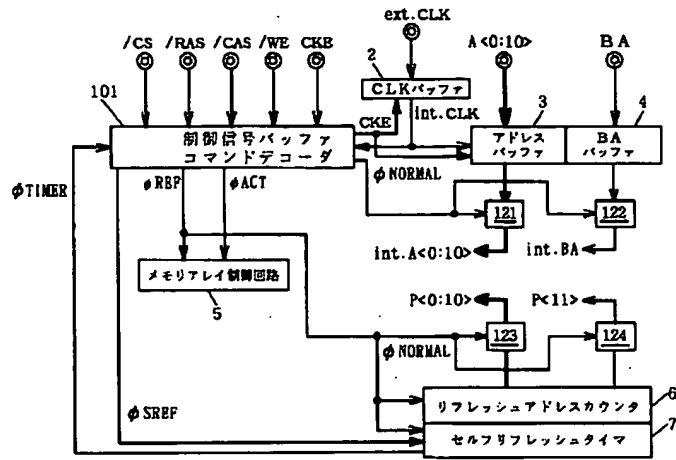 ext.CLK
/CS /RAS /CAS /WE CKE
A<0:10>
BA
2
CLKバッファ
101
CKE
int.CLK
3
4
制御信号バッファ
コマンドデコーダ
アドレス
バッファ
BA
バッファ
φTIMER
φREF
φACT
φNORMAL
121
122
int.A<0:10>
int.BA
メモリアレイ制御回路
5
P<0:10>
P<11>
123
124
φNORMAL
φSREF
リフレッシュアドレスカウンタ
6
セルフリフレッシュタイマ
7